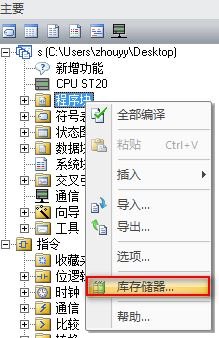 主要
s (C:\Users\zhouyy\Desktop)
新增功能
CPU ST20
程序块
符号表
状态图
数据块
系统块
交叉引
通信
向导
工具
指令
收藏夹
位逻辑
时钟
通信
比较
全部编译
粘贴 Ctrl+V
插入
导入...
导出...
选项...
库存储器...
帮助...